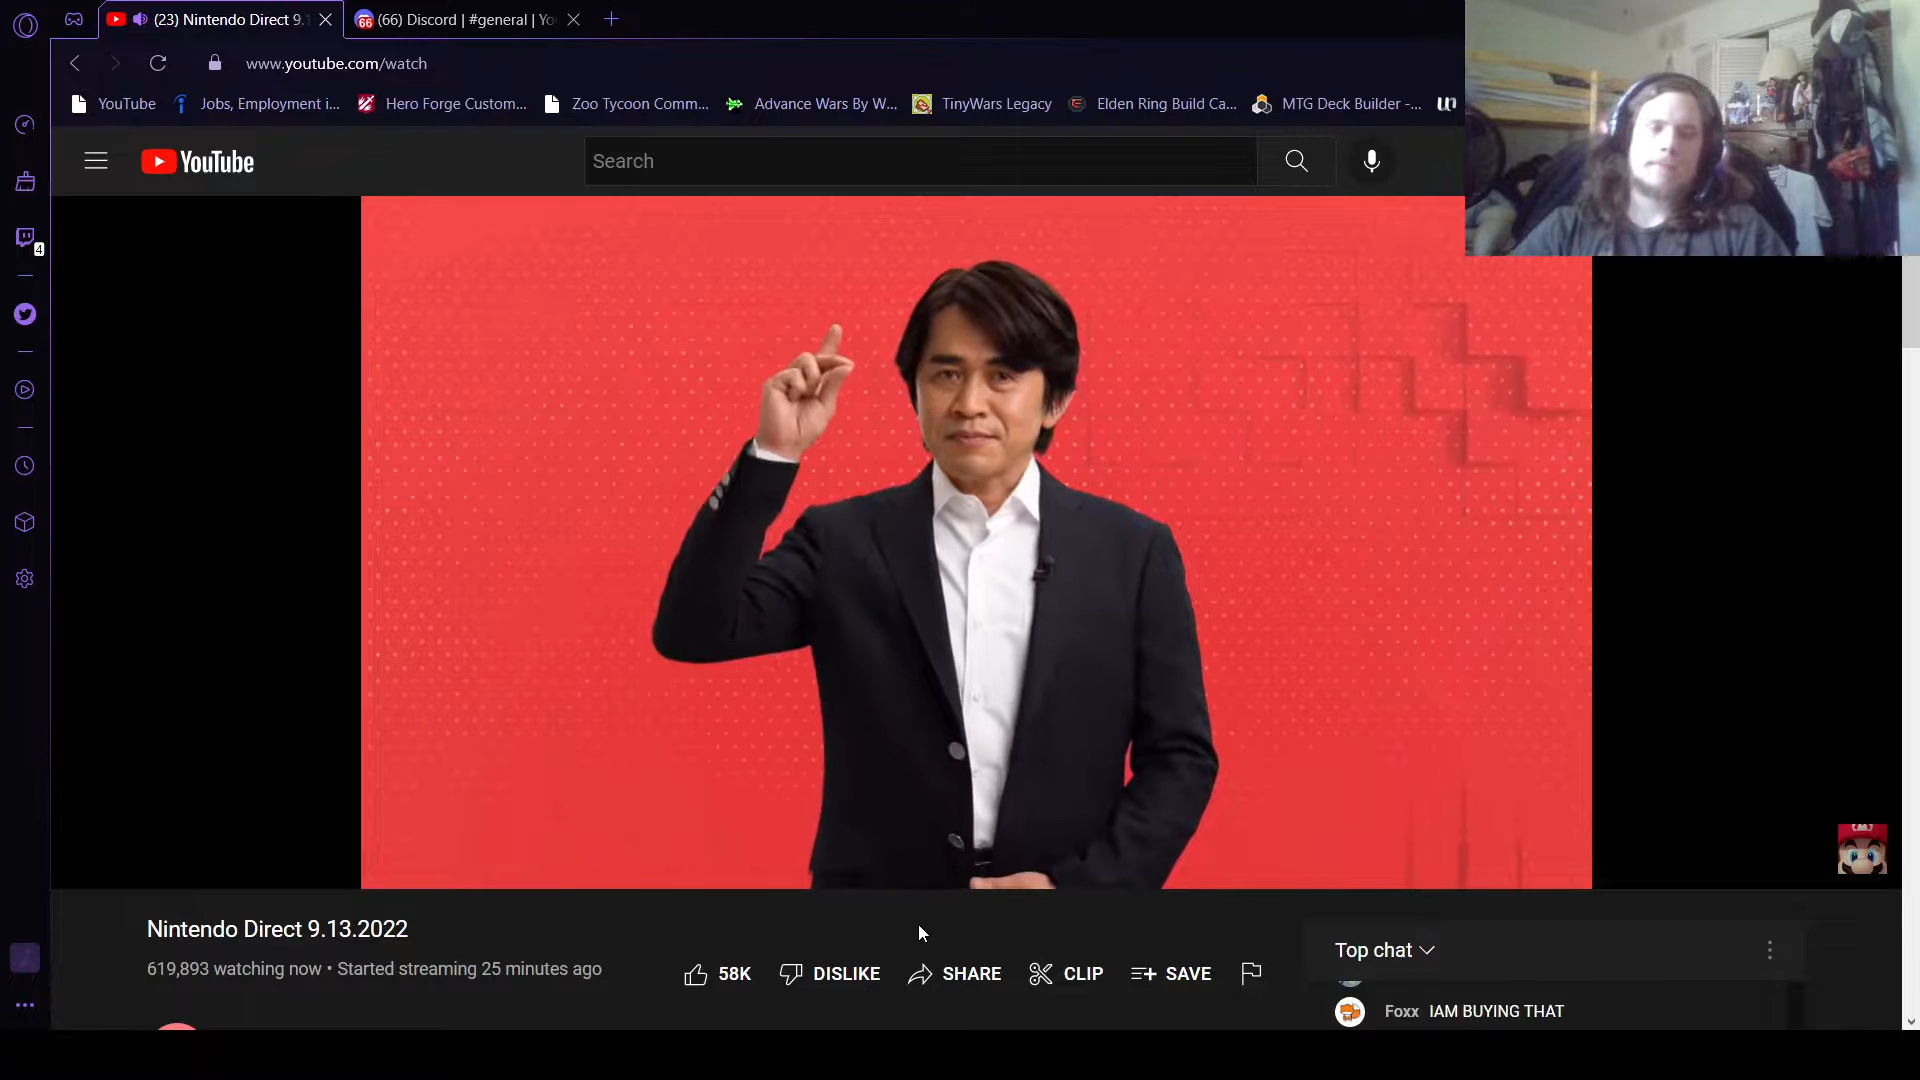 (23) Nintendo Direct 9.1
66 (66) Discord | #general | Yo
www.youtube.com/watch
YouTube
Jobs, Employment i...
Hero Forge Custom...
Zoo Tycoon Comm...
Advance Wars By W...
TinyWars Legacy
Elden Ring Build Ca...
MTG Deck Builder -...
YouTube
Search
4
Nintendo Direct 9.13.2022
619,893 watching now • Started streaming 25 minutes ago
58K
DISLIKE
SHARE
CLIP
SAVE
Top chat
Foxx IAM BUYING THAT